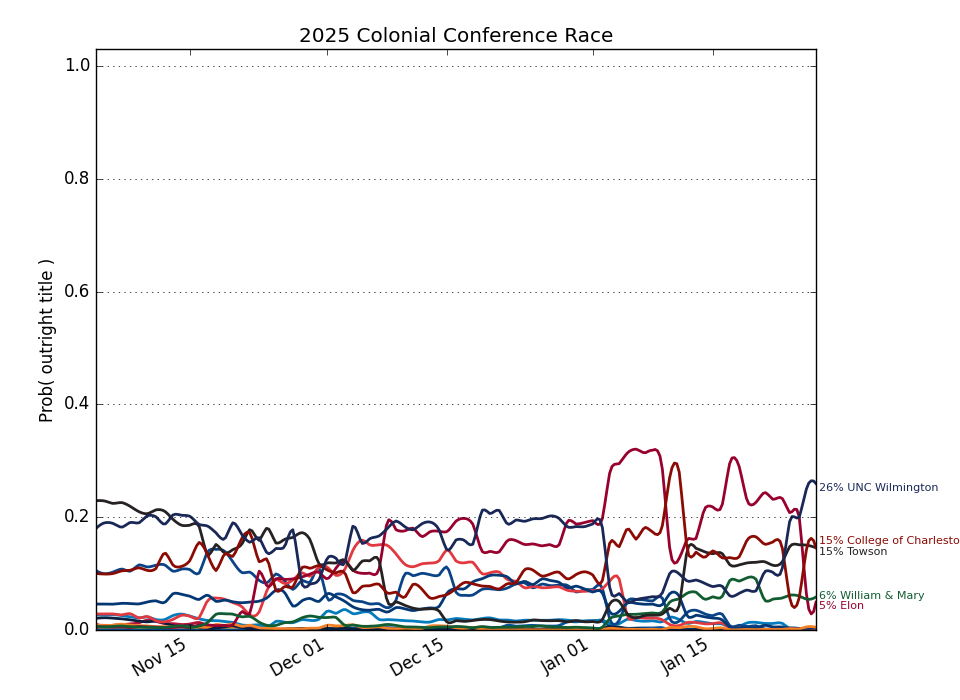 2025 Colonial Conference Race
Prob( outright title )
1.0
0.8
0.6
0.4
0.2
0.0
Nov 15
Dec 01
Dec 15
Jan 01
Jan 15
26% UNC Wilmington
15% College of Charlesto
15% Towson
6% William & Mary
5% Elon